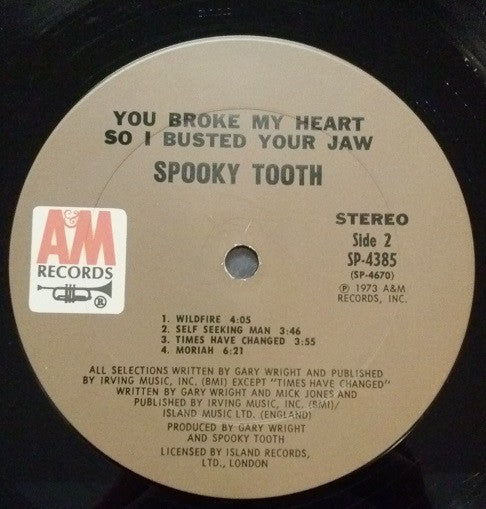 YOU BROKE MY HEART
SO I BUSTED YOUR JAW
SPOOKY TOOTH
A&M
RECORDS
®
STEREO
Side 2
SP-4385
(SP-4670)
Ⓟ 1973 A&M
RECORDS, INC.
1. WILDFIRE 4:05
2. SELF SEEKING MAN 3:46
3. TIMES HAVE CHANGED 3:55
4. MORIAH 6:21
ALL SELECTIONS WRITTEN BY GARY WRIGHT AND PUBLISHED
BY IRVING MUSIC, INC. (BMI) EXCEPT "TIMES HAVE CHANGED"
WRITTEN BY GARY WRIGHT AND MICK JONES AND
PUBLISHED BY IRVING MUSIC, INC. (BMI)/
ISLAND MUSIC LTD. (ENGLAND)
PRODUCED BY GARY WRIGHT
AND SPOOKY TOOTH
LICENSED BY ISLAND RECORDS,
LTD., LONDON